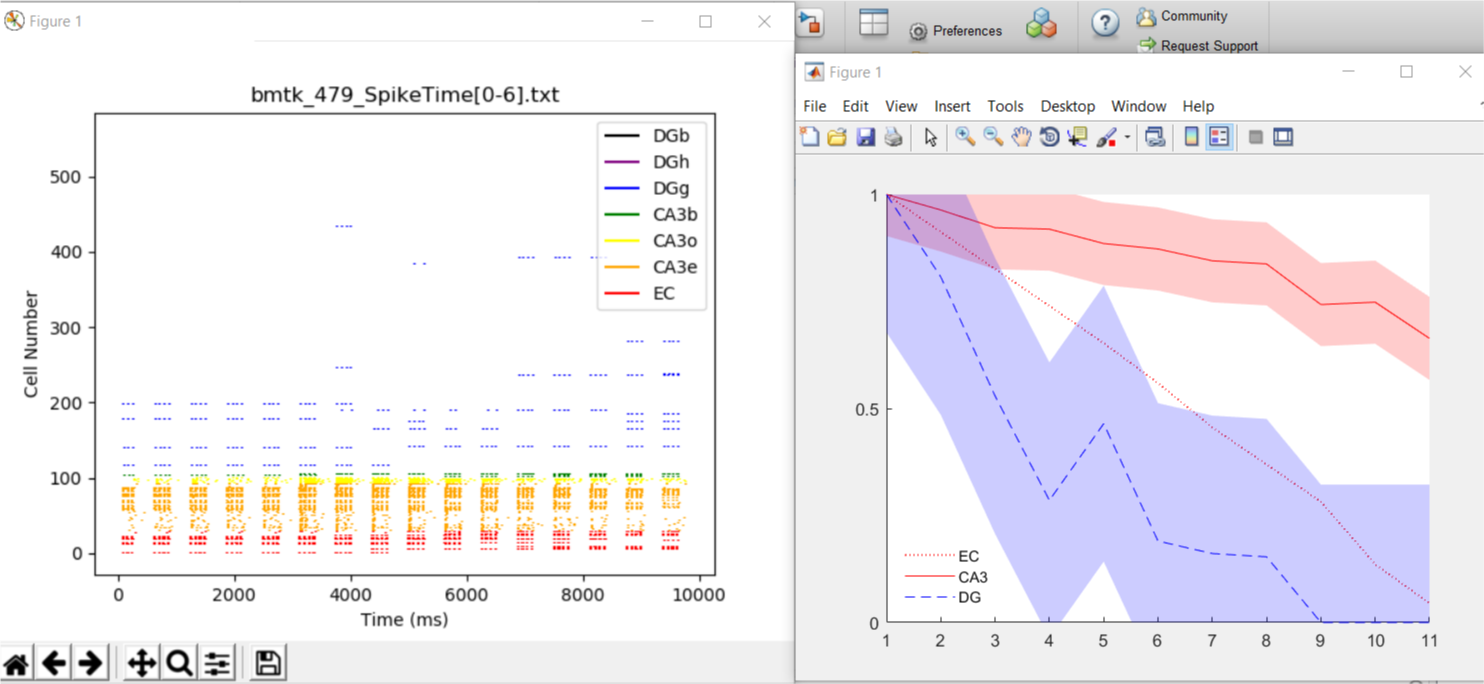 Figure 1
bmtk_479_SpikeTime[0-6].txt
DGb
DGh
DGg
CA3b
CA3o
CA3e
EC
500
400
300
200
100
0
Cell Number
0 2000 4000 6000 8000 10000
Time (ms)
Preferences
?
Community
Request Support
Figure 1
File Edit View Insert Tools Desktop Window Help
1
0.5
0
EC
CA3
DG
1 2 3 4 5 6 7 8 9 10 11